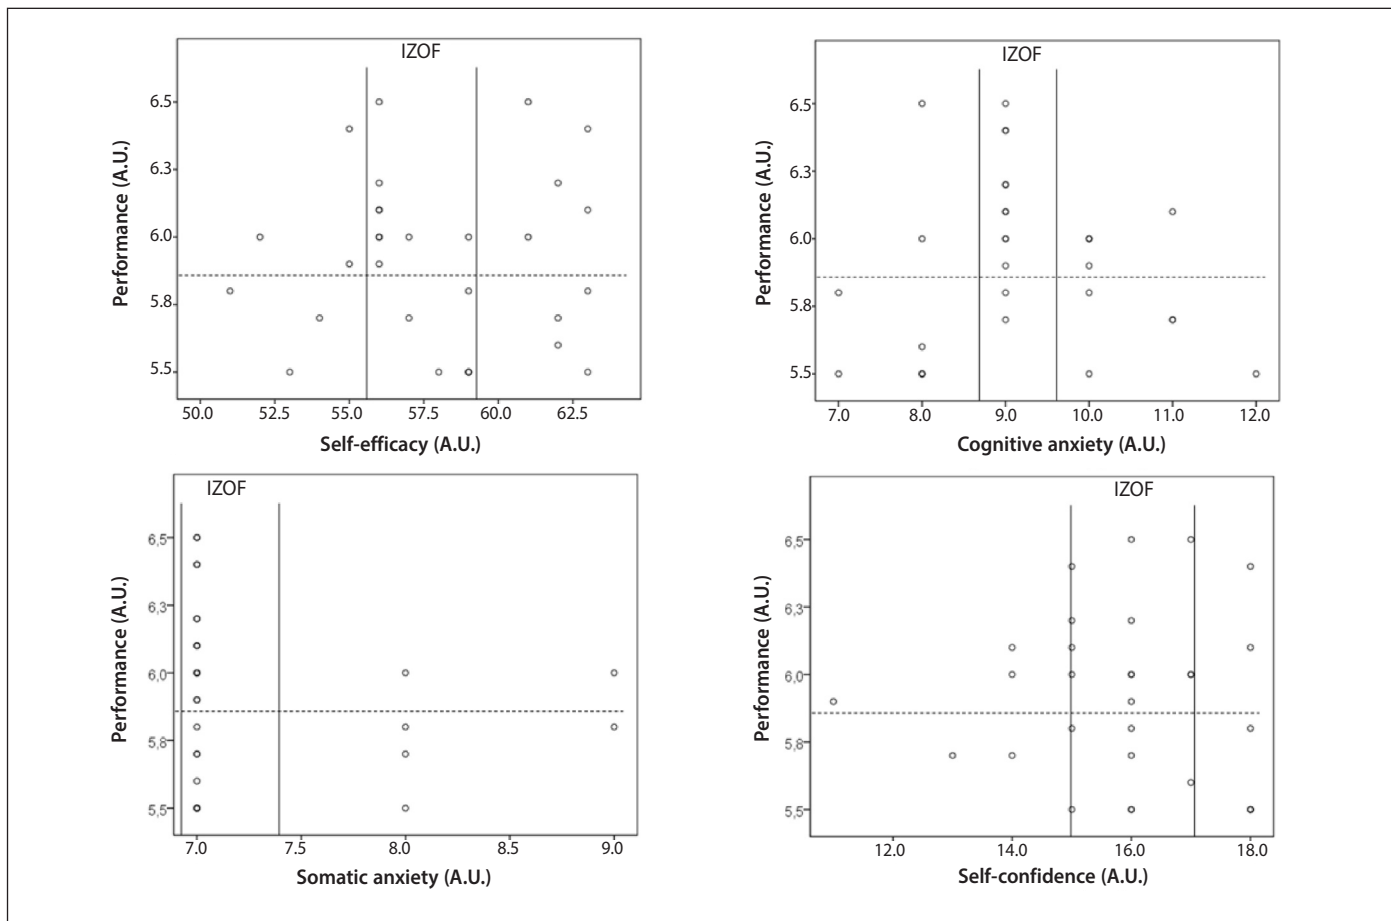 IZOF
Performance (A.U.)
6.5
6.3
6.0
5.8
5.5
50.0 52.5 55.0 57.5 60.0 62.5
Self-efficacy (A.U.)
IZOF
Performance (A.U.)
6.5
6.3
6.0
5.8
5.5
7.0 8.0 9.0 10.0 11.0 12.0
Cognitive anxiety (A.U.)
IZOF
Performance (A.U.)
6,5
6,3
6,0
5,8
5,5
7.0 7.5 8.0 8.5 9.0
Somatic anxiety (A.U.)
IZOF
Performance (A.U.)
6,5
6,3
6,0
5,8
5,5
12.0 14.0 16.0 18.0
Self-confidence (A.U.)